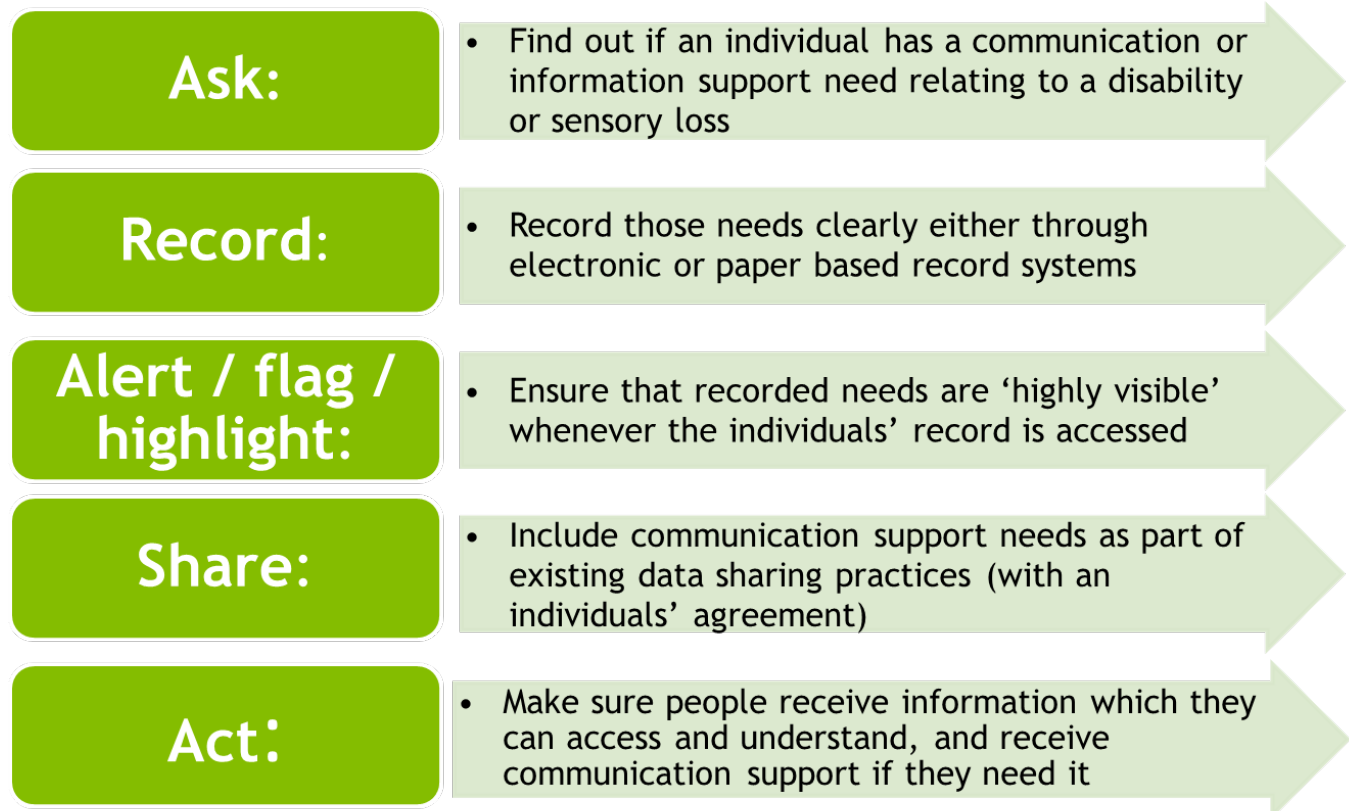 Ask:
• Find out if an individual has a communication or
information support need relating to a disability
or sensory loss
Record:
• Record those needs clearly either through
electronic or paper based record systems
Alert / flag /
highlight:
• Ensure that recorded needs are ‘highly visible’
whenever the individuals’ record is accessed
Share:
• Include communication support needs as part of
existing data sharing practices (with an
individuals’ agreement)
Act:
• Make sure people receive information which they
can access and understand, and receive
communication support if they need it